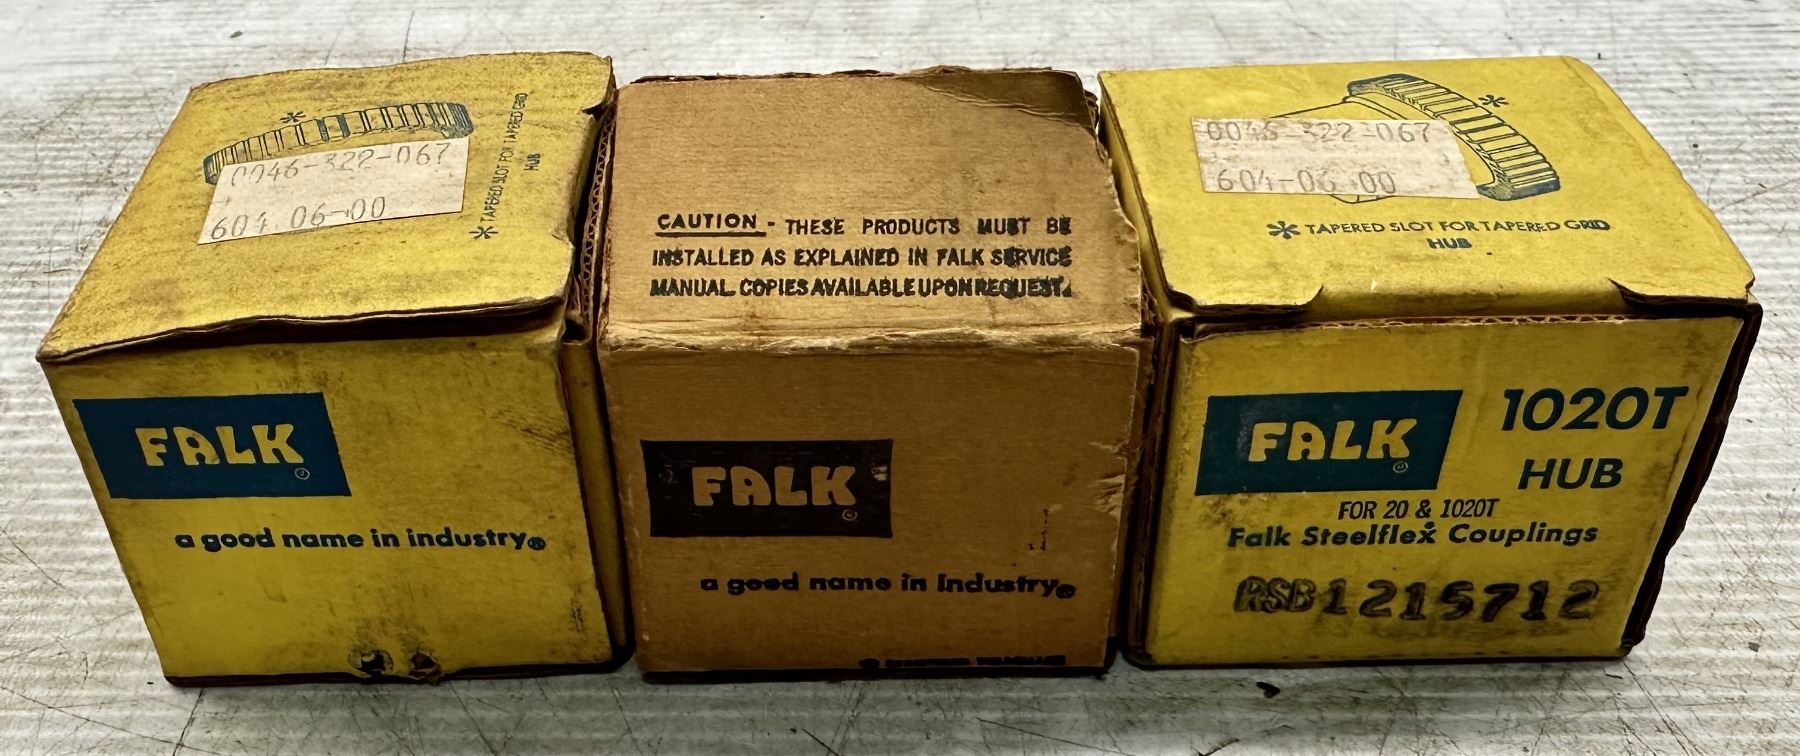 *
0046-322-067
604.06-00
* TAPERED SLOT FOR TAPERED GRID
HUB
FALK
a good name in industry®
CAUTION - THESE PRODUCTS MUST BE
INSTALLED AS EXPLAINED IN FALK SERVICE
MANUAL. COPIES AVAILABLE UPON REQUEST.
FALK
a good name in industry®
*
0046-322-067
604-06-00
* TAPERED SLOT FOR TAPERED GRID
HUB
FALK
1020T
HUB
FOR 20 & 1020T
Falk Steelflex Couplings
RSB1215712